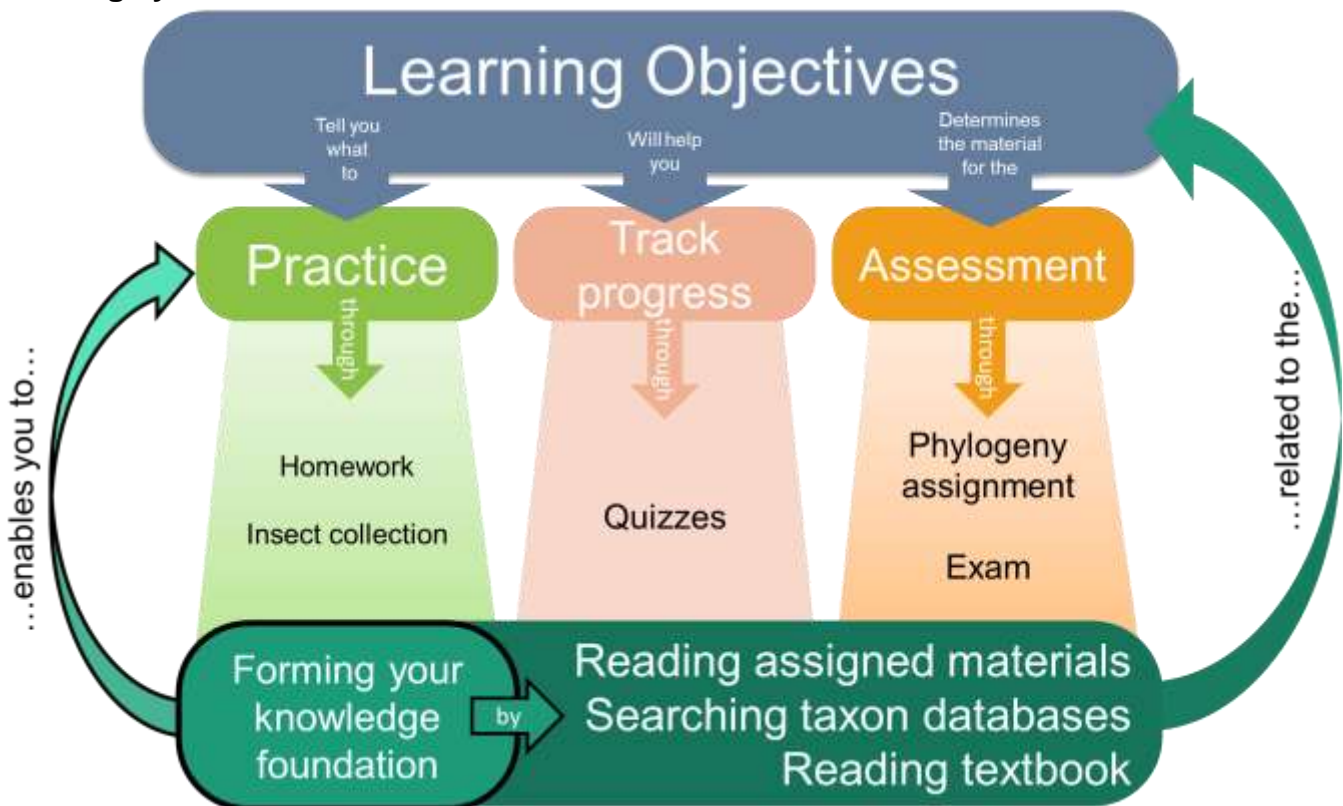 Learning Objectives
Tell you
what
to
Will help
you
Determines
the material
for the
Practice
Track
progress
Assessment
through
through
through
Homework
Insect collection
Quizzes
Phylogeny
assignment
Exam
…enables you to…
….related to the…
Forming your
knowledge
foundation
by
Reading assigned materials
Searching taxon databases
Reading textbook